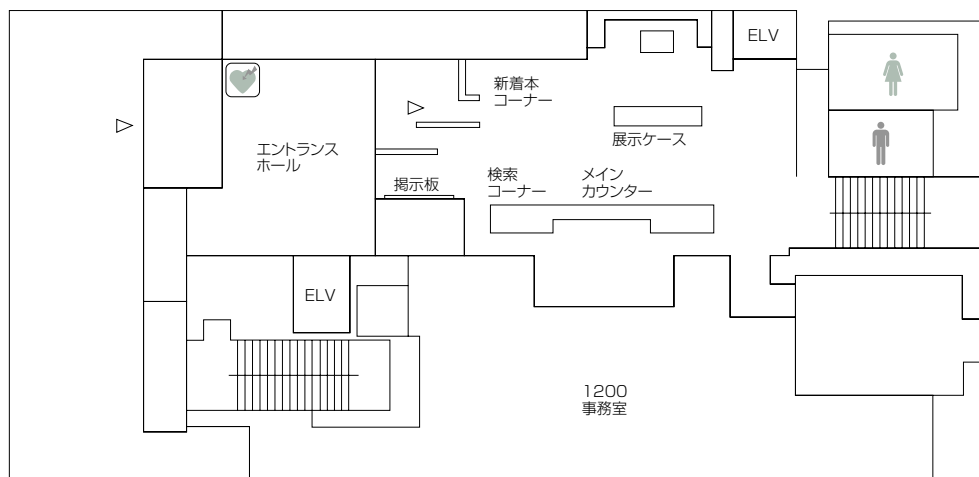 ELV
新着本
コーナー
展示ケース
エントランス
ホール
検索
コーナー
メイン
カウンター
掲示板
ELV
1200
事務室